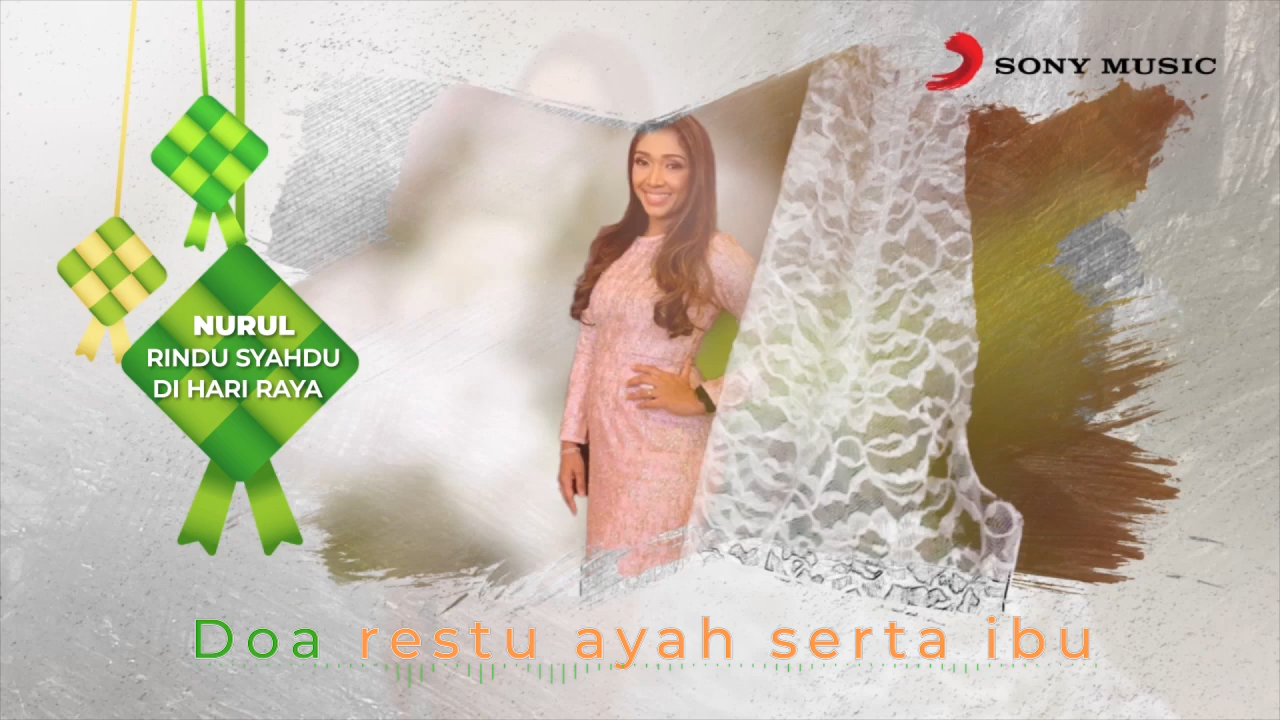 SONY MUSIC
NURUL
RINDU SYAHDU
DI HARI RAYA
Doa restu ayah serta ibu